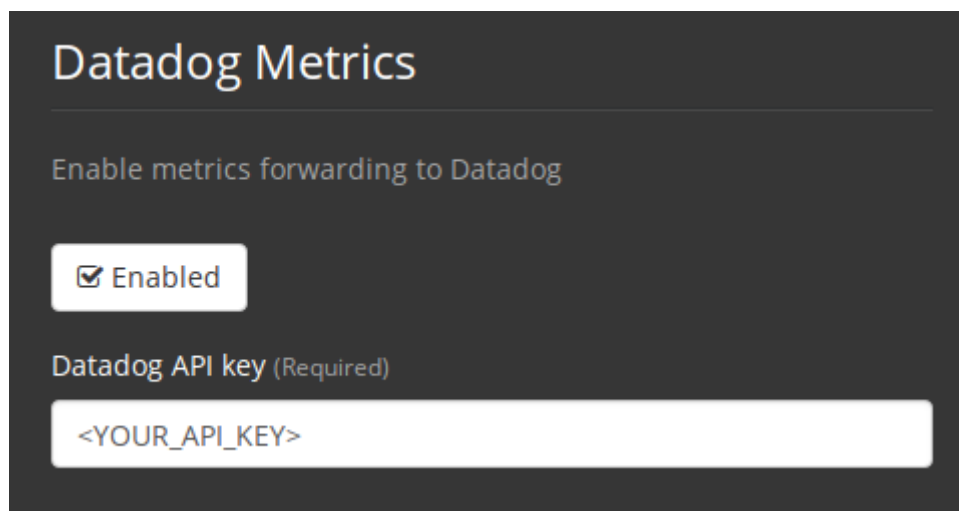 Datadog Metrics
Enable metrics forwarding to Datadog
Enabled
Datadog API key (Required)
<YOUR_API_KEY>